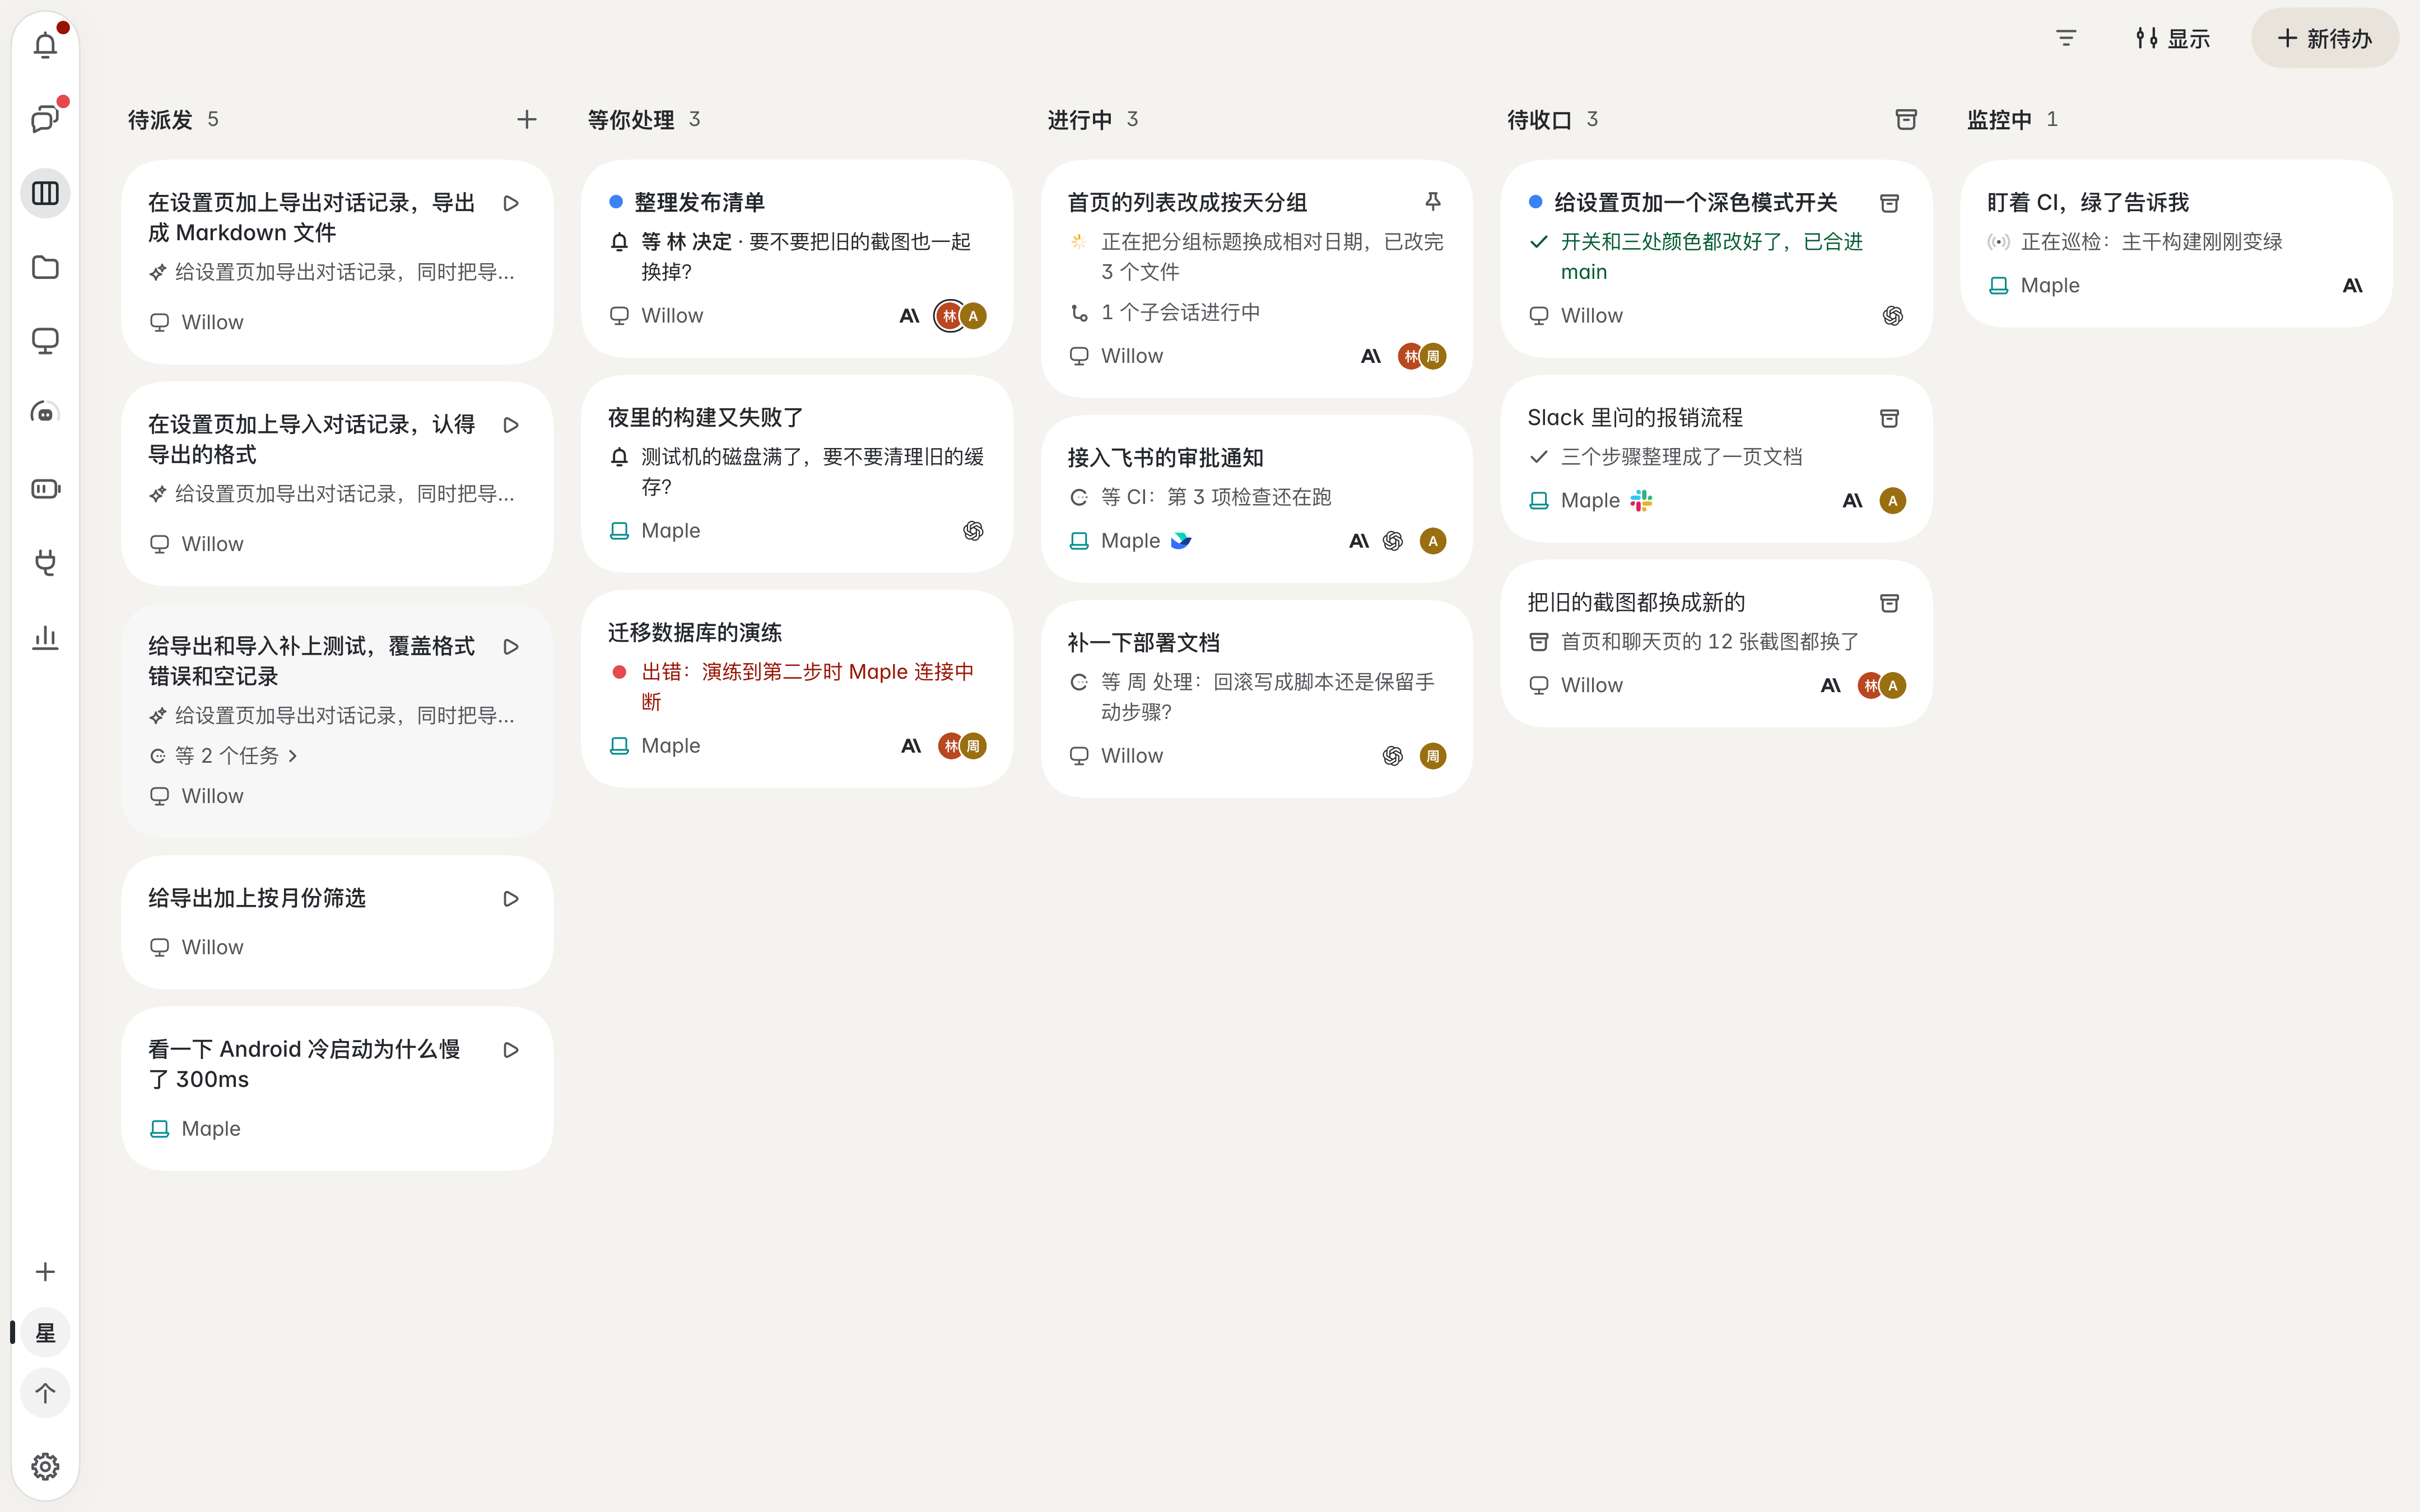 显示
新待办
待派发 5
在设置页加上导出对话记录，导出
成 Markdown 文件
给设置页加导出对话记录，同时把导...
Willow
在设置页加上导入对话记录，认得
导出的格式
给设置页加导出对话记录，同时把导...
Willow
给导出和导入补上测试，覆盖格式
错误和空记录
给设置页加导出对话记录，同时把导...
等 2 个任务
Willow
给导出加上按月份筛选
Willow
看一下 Android 冷启动为什么慢
了 300ms
Maple
等你处理 3
整理发布清单
等 林 决定 · 要不要把旧的截图也一起
换掉？
Willow
林 A
夜里的构建又失败了
测试机的磁盘满了，要不要清理旧的缓
存？
Maple
迁移数据库的演练
出错：演练到第二步时 Maple 连接中
断
Maple
林 周
进行中 3
首页的列表改成按天分组
正在把分组标题换成相对日期，已改完
3 个文件
1 个子会话进行中
Willow
林 周
接入飞书的审批通知
等 CI：第 3 项检查还在跑
Maple
A
补一下部署文档
等 周 处理：回滚写成脚本还是保留手
动步骤？
Willow
周
待收口 3
给设置页加一个深色模式开关
开关和三处颜色都改好了，已合进
main
Willow
Slack 里问的报销流程
三个步骤整理成了一页文档
Maple
A
把旧的截图都换成新的
首页和聊天页的 12 张截图都换了
Willow
林 A
监控中 1
盯着 CI，绿了告诉我
正在巡检：主干构建刚刚变绿
Maple
星
个